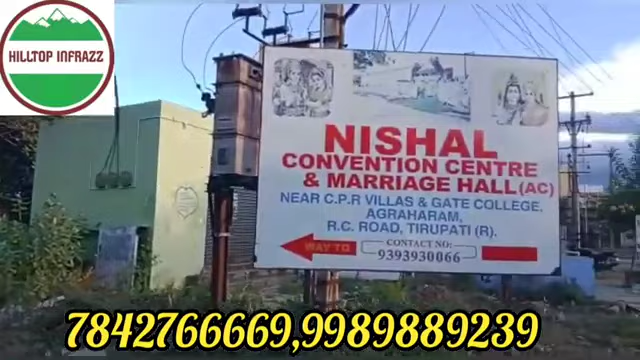 HILLTOP INFRAZZ
NISHAL
CONVENTION CENTRE
& MARRIAGE HALL (AC)
NEAR C.P.R VILLAS & GATE COLLEGE,
AGRAHARAM,
R.C. ROAD, TIRUPATI (R).
WAY TO
CONTACT NO:
9393930066
7842766669,9989889239